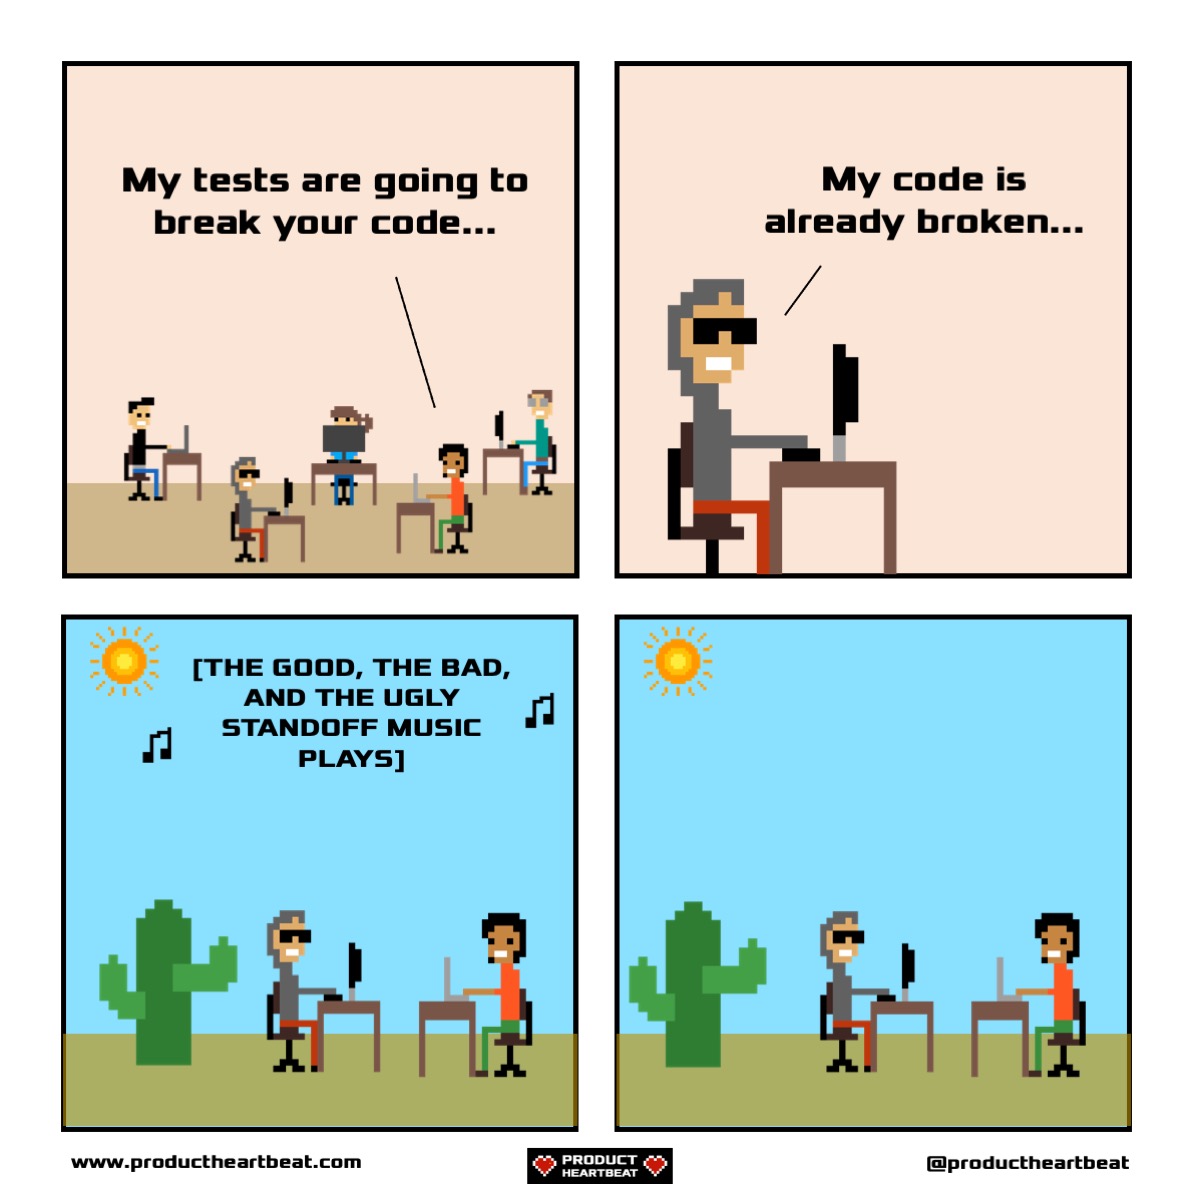 My tests are going to
break your code...
My code is
already broken...
[THE GOOD, THE BAD,
AND THE UGLY
STANDOFF MUSIC
PLAYS]
www.productheartbeat.com
PRODUCT
HEARTBEAT
@productheartbeat